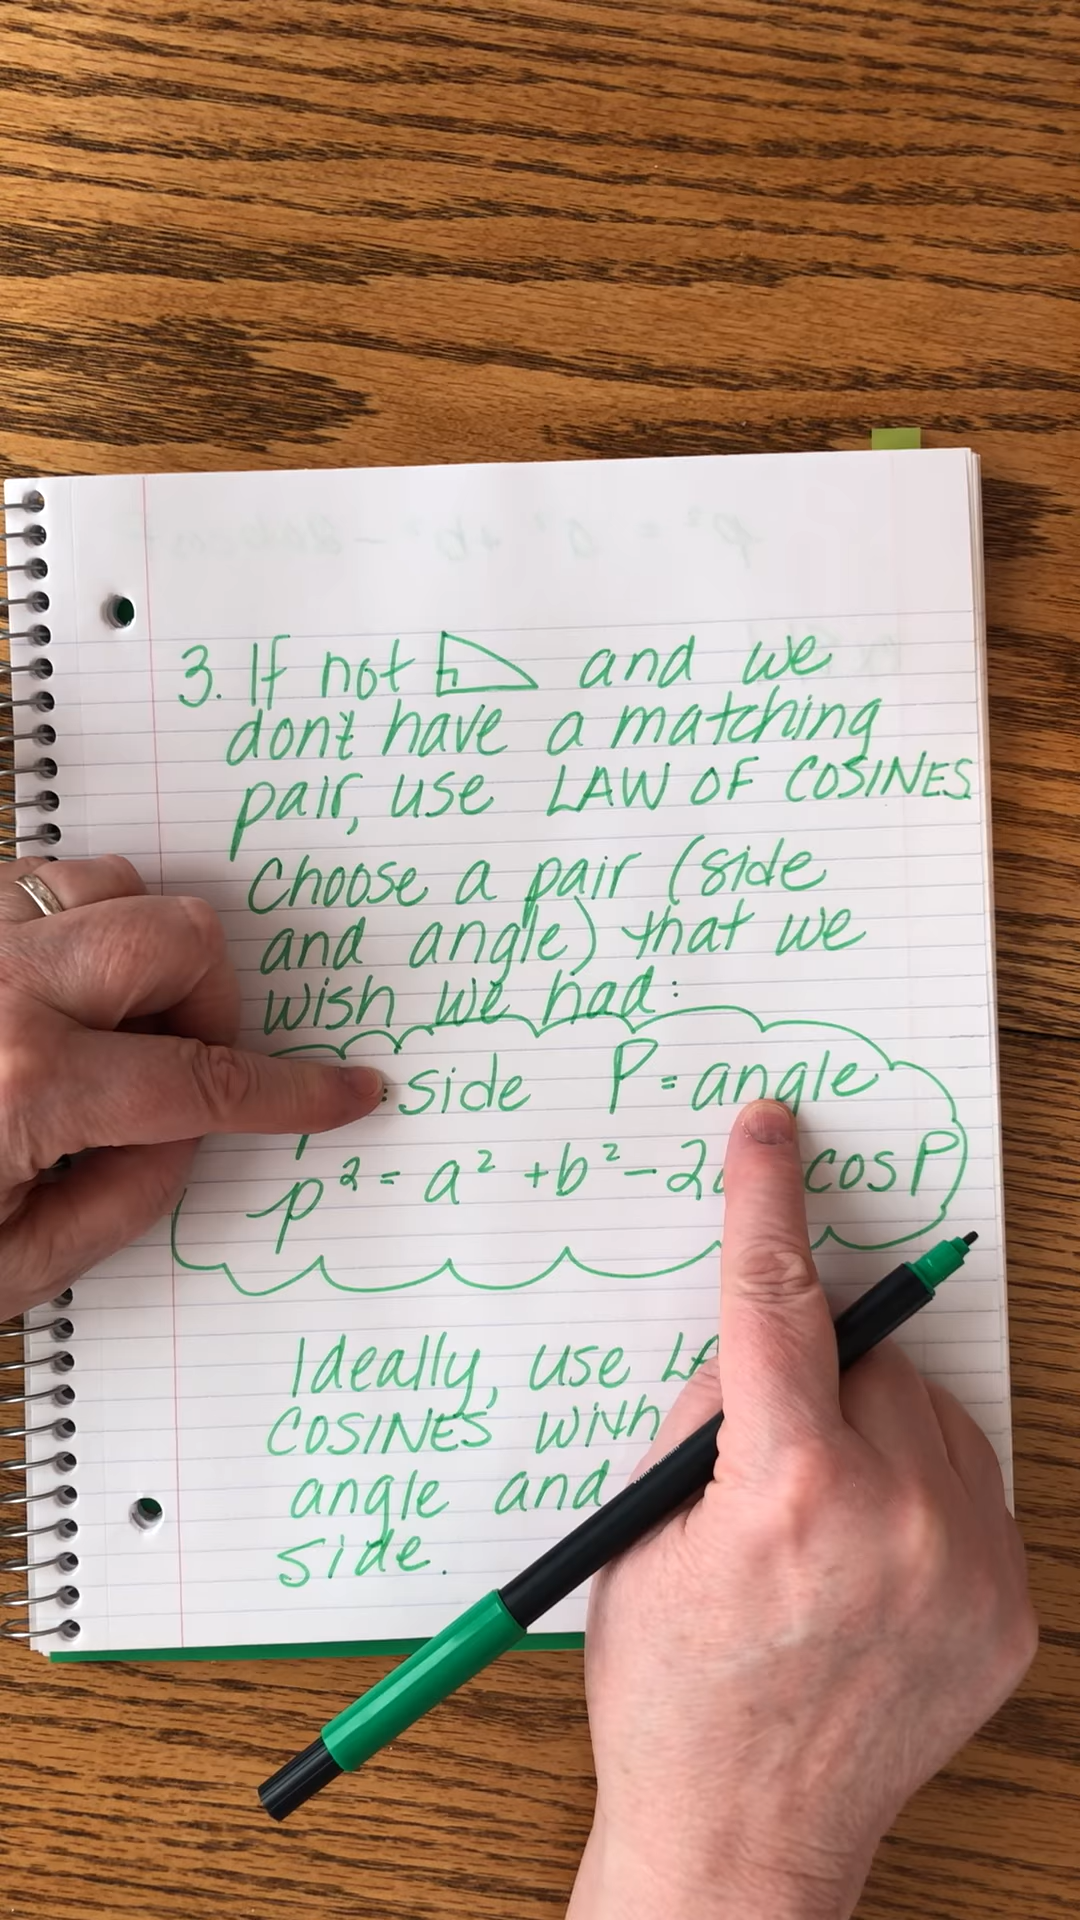 3. If not and we
don't have a matching
pair, use LAW OF COSINES
Choose a pair (side
and angle) that we
wish we had:
= side P = angle
p² = a² + b² - 2 cos P
Ideally, use
COSINES with
angle and
side.